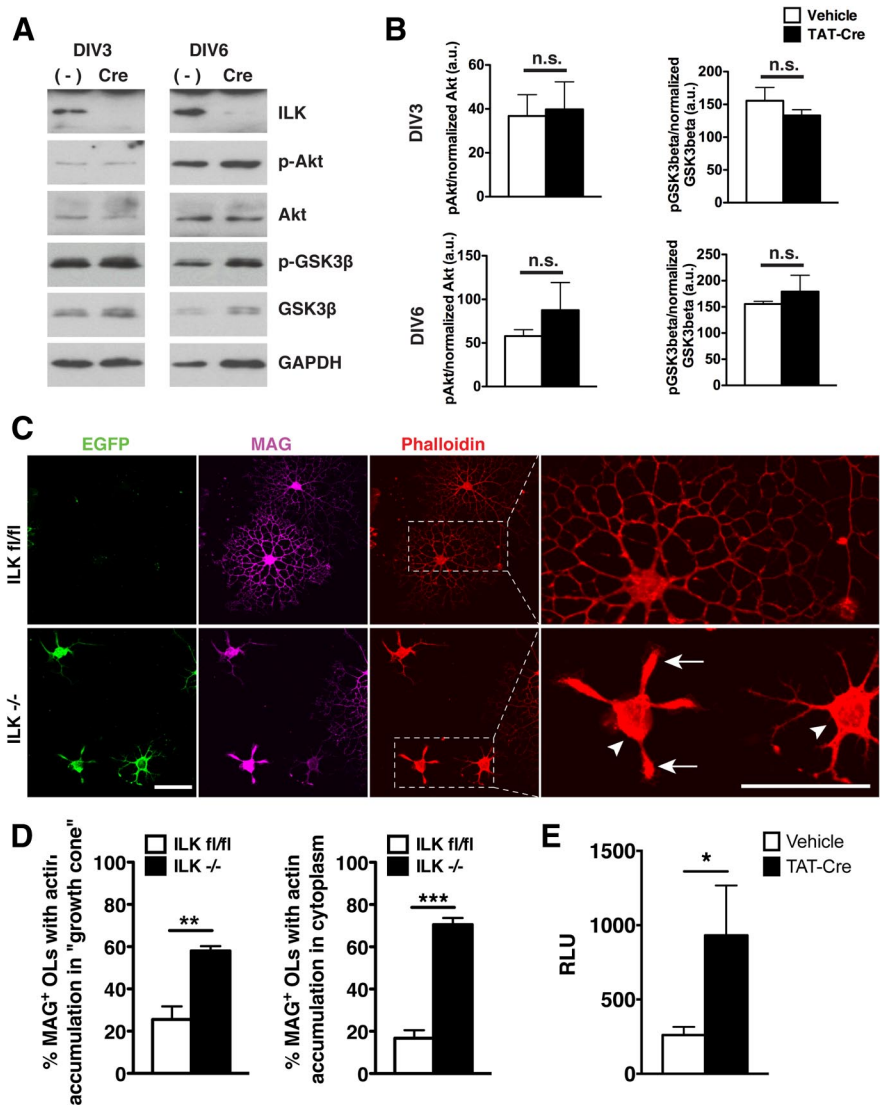 A
DIV3 DIV6
(-) Cre (-) Cre
ILK
p-Akt
Akt
p-GSK3β
GSK3β
GAPDH
B
Vehicle
TAT-Cre
DIV3
pAkt/normalized Akt (a.u.)
60
40
20
0
n.s.
pGSK3beta/normalized
GSK3beta (a.u.)
200
150
100
50
0
n.s.
DIV6
pAkt/normalized Akt (a.u.)
150
100
50
0
n.s.
pGSK3beta/normalized
GSK3beta (a.u.)
250
200
150
100
50
0
n.s.
C
EGFP MAG Phalloidin
ILK fl/fl
ILK -/-
D
ILK fl/fl
ILK -/-
% MAG+ OLs with actin
accumulation in "growth cone"
100
80
60
40
20
0
**
ILK fl/fl
ILK -/-
% MAG+ OLs with actin
accumulation in cytoplasm
100
80
60
40
20
0
***
E
Vehicle
TAT-Cre
RLU
1500
1000
500
0
*